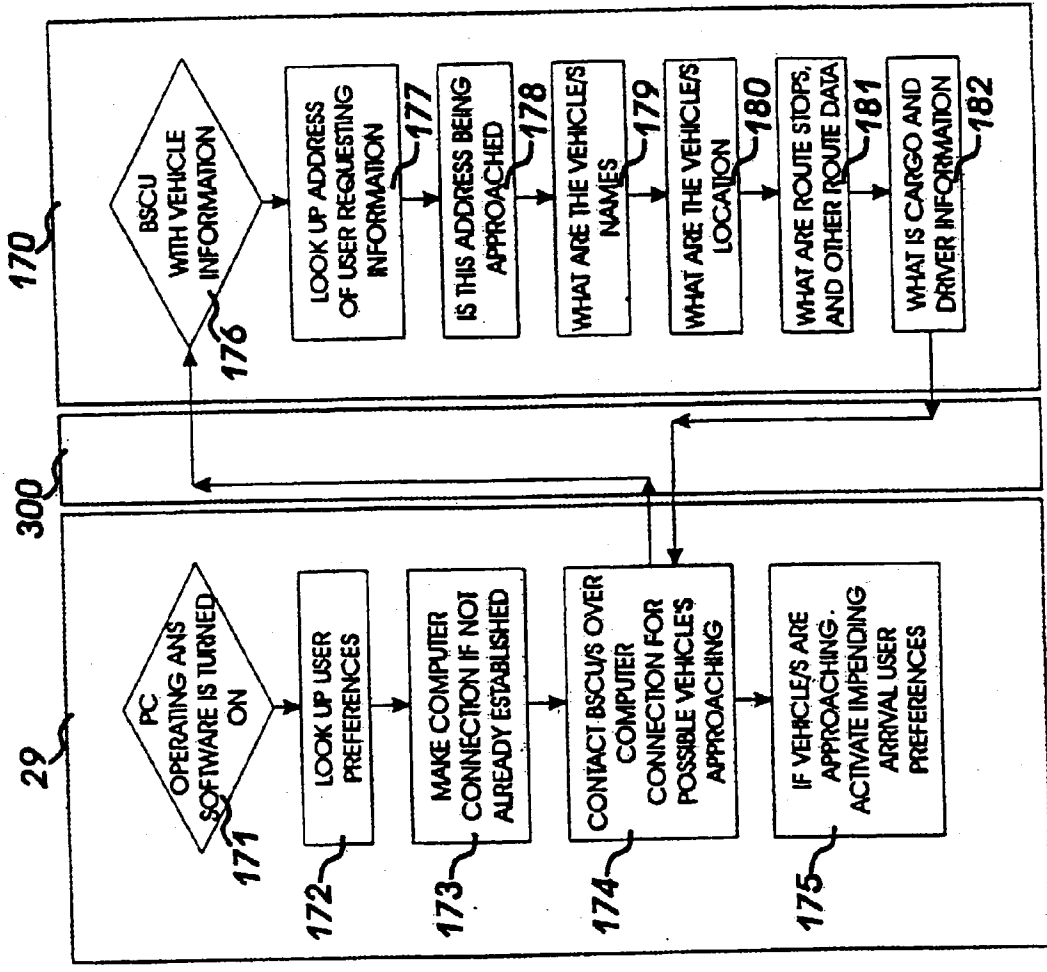 29
300
170
PC
OPERATING ANS
SOFTWARE IS TURNED
ON
171
LOOK UP USER
PREFERENCES
172
MAKE COMPUTER
CONNECTION IF NOT
ALREADY ESTABLISHED
173
CONTACT BSCU/S OVER
COMPUTER
CONNECTION FOR
POSSIBLE VEHICLE'S
APPROACHING
174
IF VEHICLE/S ARE
APPROACHING.
ACTIVATE IMPENDING
ARRIVAL USER
PREFERENCES
175
BSCU
WITH VEHICLE
INFORMATION
176
LOOK UP ADDRESS
OF USER REQUESTING
INFORMATION
177
IS THIS ADDRESS BEING
APPROACHED
178
WHAT ARE THE VEHICLE/S
NAMES
179
WHAT ARE THE VEHICLE/S
LOCATION
180
WHAT ARE ROUTE STOPS,
AND OTHER ROUTE DATA
181
WHAT IS CARGO AND
DRIVER INFORMATION
182